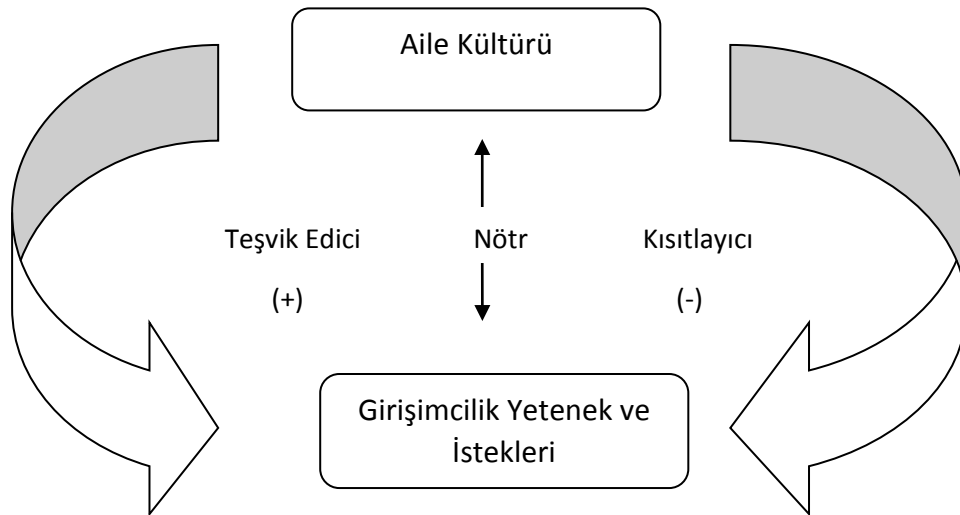 Aile Kültürü
Teşvik Edici Nötr Kısıtlayıcı
(+) (-)
Girişimcilik Yetenek ve
İstekleri